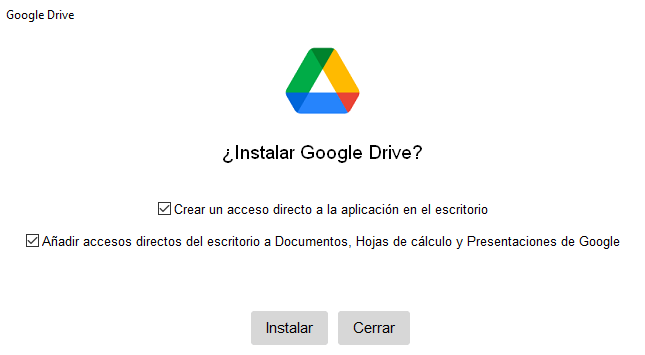 Google Drive
¿Instalar Google Drive?
Crear un acceso directo a la aplicación en el escritorio
Añadir accesos directos del escritorio a Documentos, Hojas de cálculo y Presentaciones de Google
Instalar Cerrar